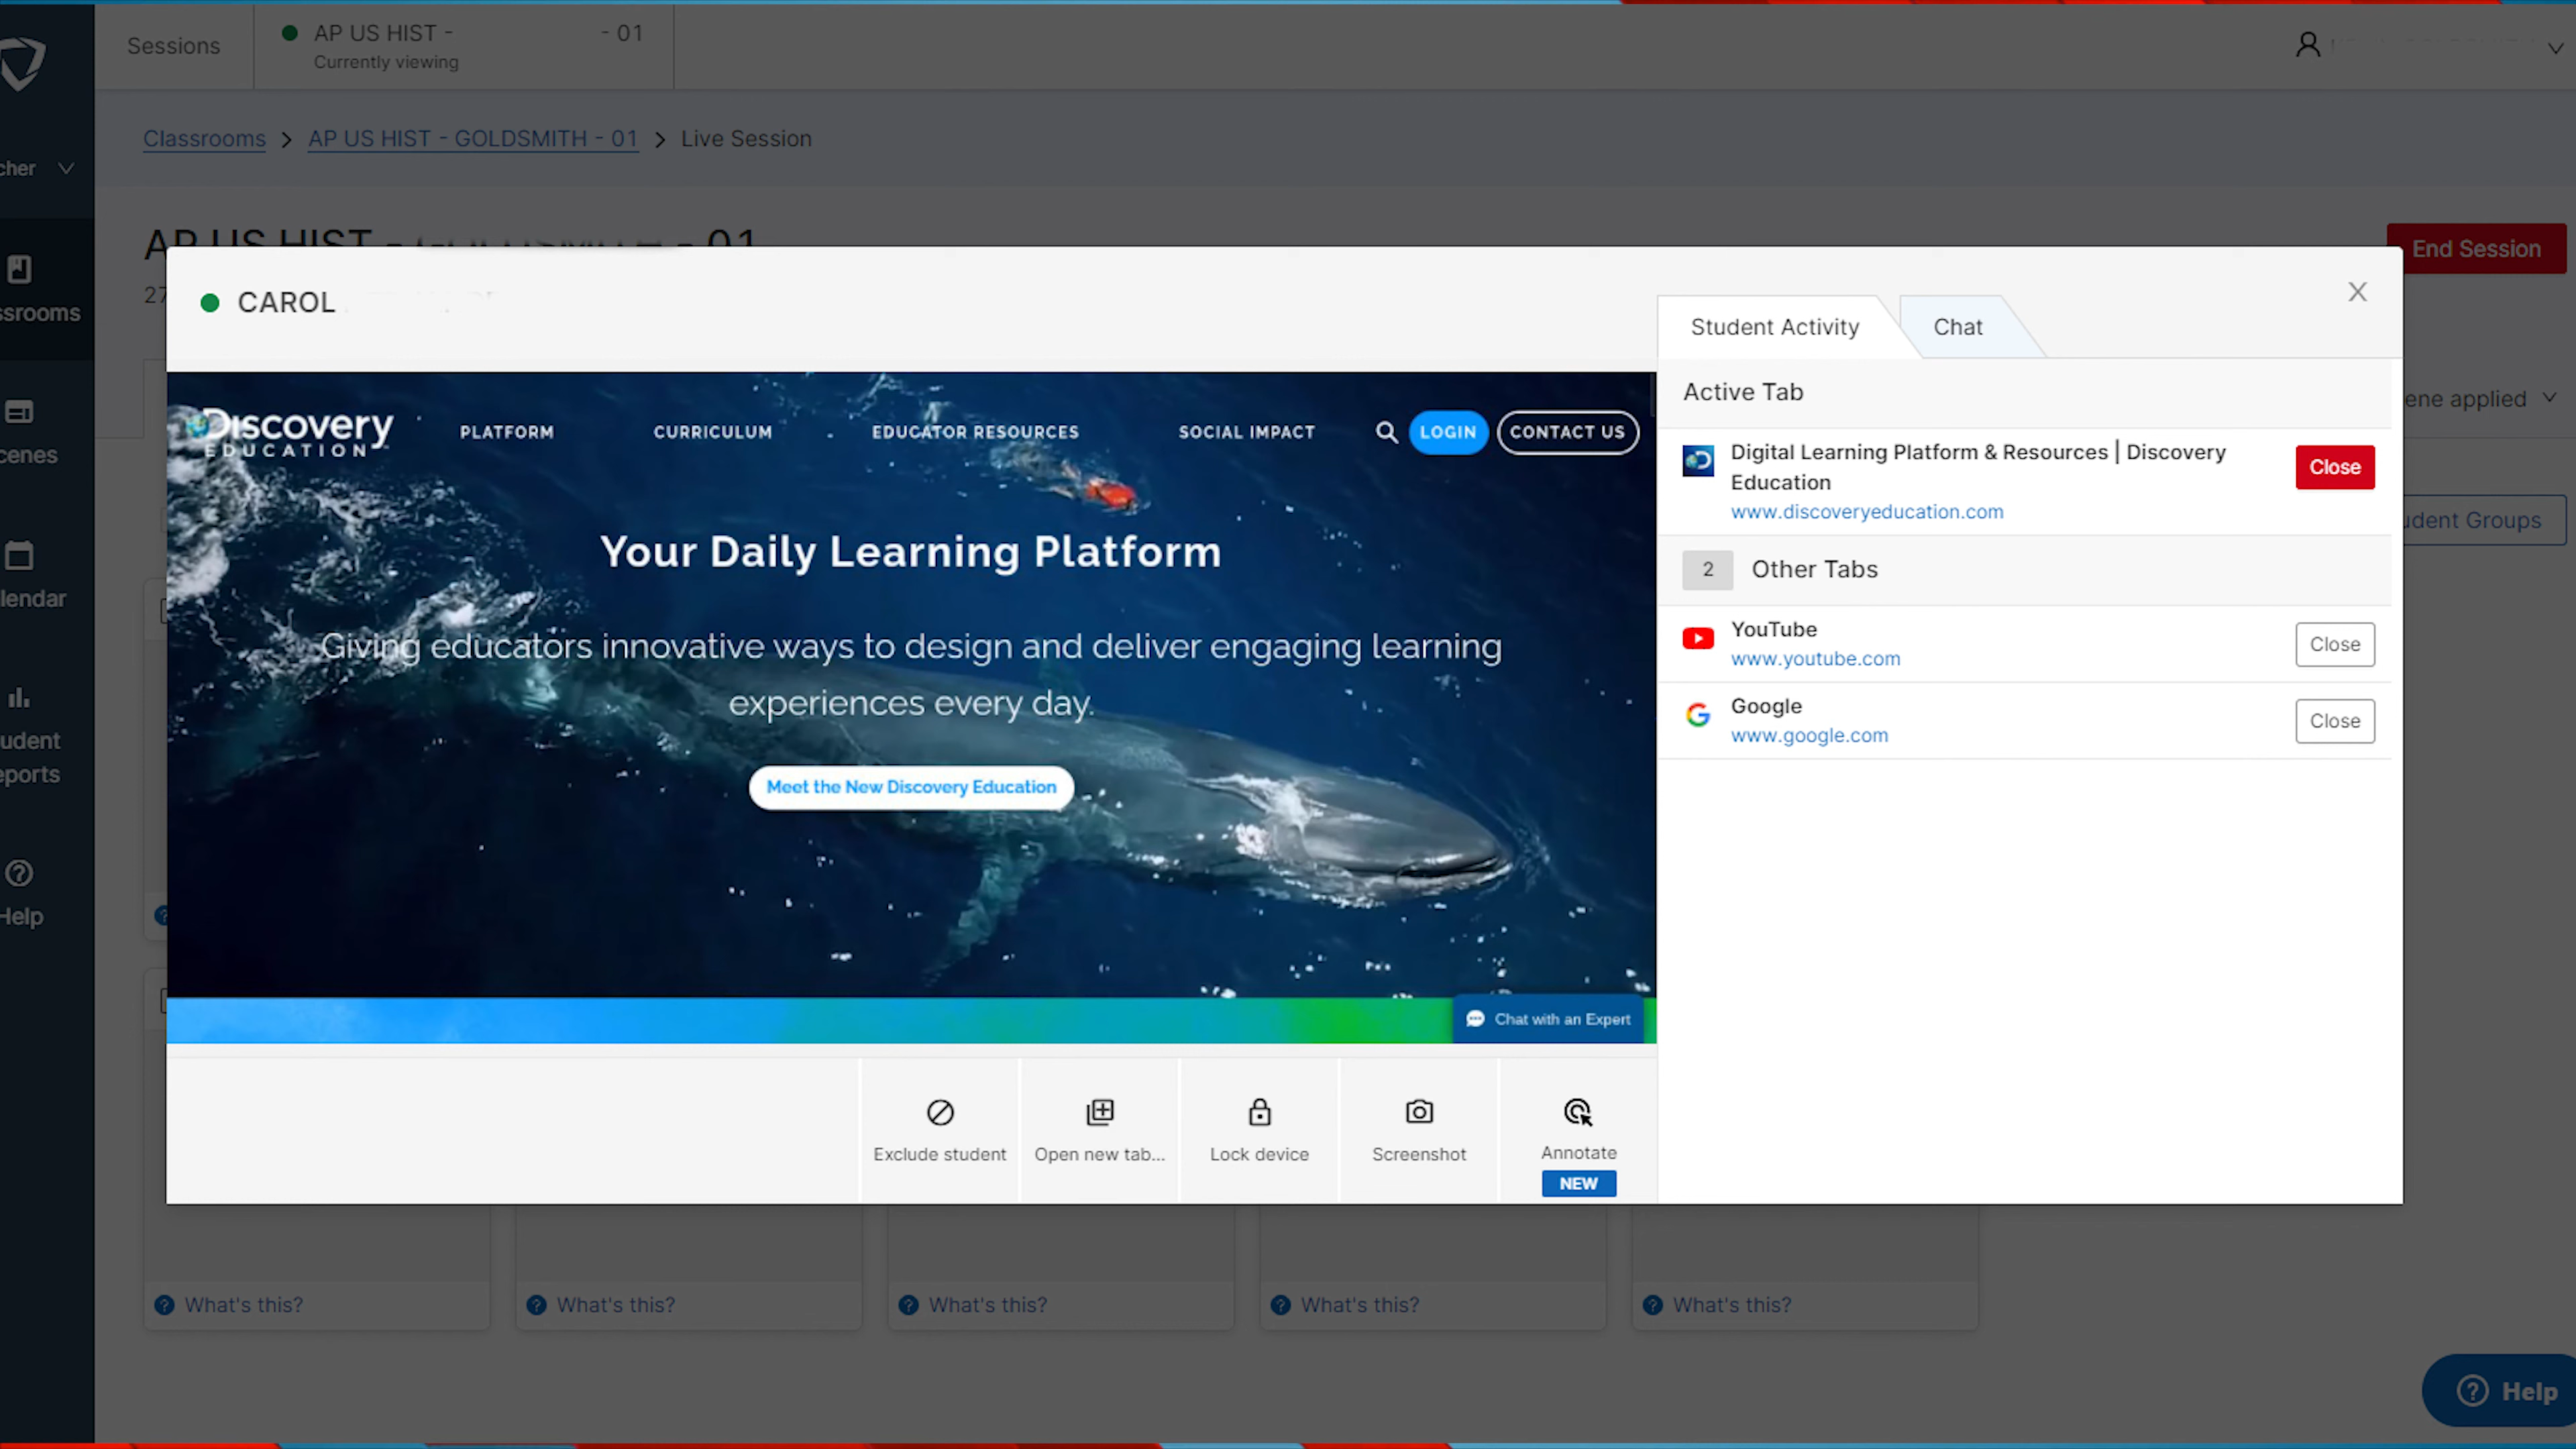 Sessions
AP US HIST - - 01
Currently viewing
cher
Classrooms > AP US HIST - GOLDSMITH - 01 > Live Session
AP US HIST - - 01
End Session
27
ssrooms
cenes
lendar
udent
eports
Help
CAROL
X
Student Activity
Chat
ene applied
udent Groups
Discovery
EDUCATION
PLATFORM
CURRICULUM
EDUCATOR RESOURCES
SOCIAL IMPACT
LOGIN
CONTACT US
Your Daily Learning Platform
Giving educators innovative ways to design and deliver engaging learning
experiences every day.
Meet the New Discovery Education
Chat with an Expert
Active Tab
Digital Learning Platform & Resources | Discovery
Education
www.discoveryeducation.com
Close
2 Other Tabs
YouTube
www.youtube.com
Close
Google
www.google.com
Close
Exclude student
Open new tab...
Lock device
Screenshot
Annotate
NEW
What's this?
What's this?
What's this?
What's this?
What's this?
Help